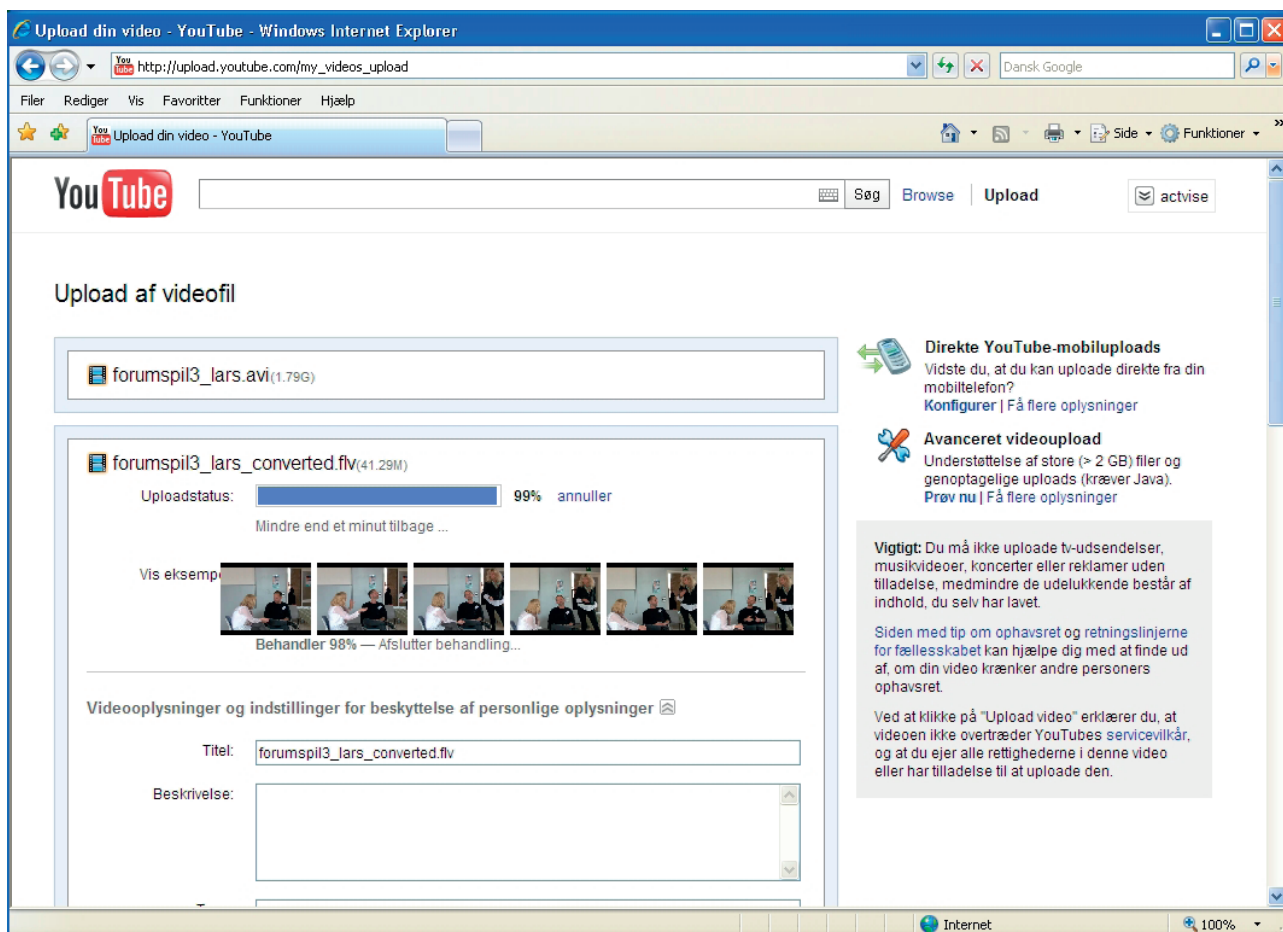 Upload din video - YouTube - Windows Internet Explorer
http://upload.youtube.com/my_videos_upload
Dansk Google
Filer Rediger Vis Favoritter Funktioner Hjælp
Upload din video - YouTube
Side Funktioner
YouTube
Søg Browse Upload actvise
Upload af videofil
forumspil3_lars.avi(1.79G)
forumspil3_lars_converted.flv(41.29M)
Uploadstatus: 99% annuller
Mindre end et minut tilbage ...
Vis eksemp
Behandler 98% — Afslutter behandling...
Videooplysninger og indstillinger for beskyttelse af personlige oplysninger
Titel: forumspil3_lars_converted.flv
Beskrivelse:
Direkte YouTube-mobiluploads
Vidste du, at du kan uploade direkte fra din
mobiltelefon?
Konfigurer | Få flere oplysninger
Avanceret videoupload
Understøttelse af store (> 2 GB) filer og
genoptagelige uploads (kræver Java).
Prøv nu | Få flere oplysninger
Vigtigt: Du må ikke uploade tv-udsendelser,
musikvideoer, koncerter eller reklamer uden
tilladelse, medmindre de udelukkende består af
indhold, du selv har lavet.
Siden med tip om ophavsret og retningslinjerne
for fællesskabet kan hjælpe dig med at finde ud
af, om din video krænker andre personers
ophavsret.
Ved at klikke på "Upload video" erklærer du, at
videoen ikke overtræder YouTubes servicevilkår,
og at du ejer alle rettighederne i denne video
eller har tilladelse til at uploade den.
Internet 100%